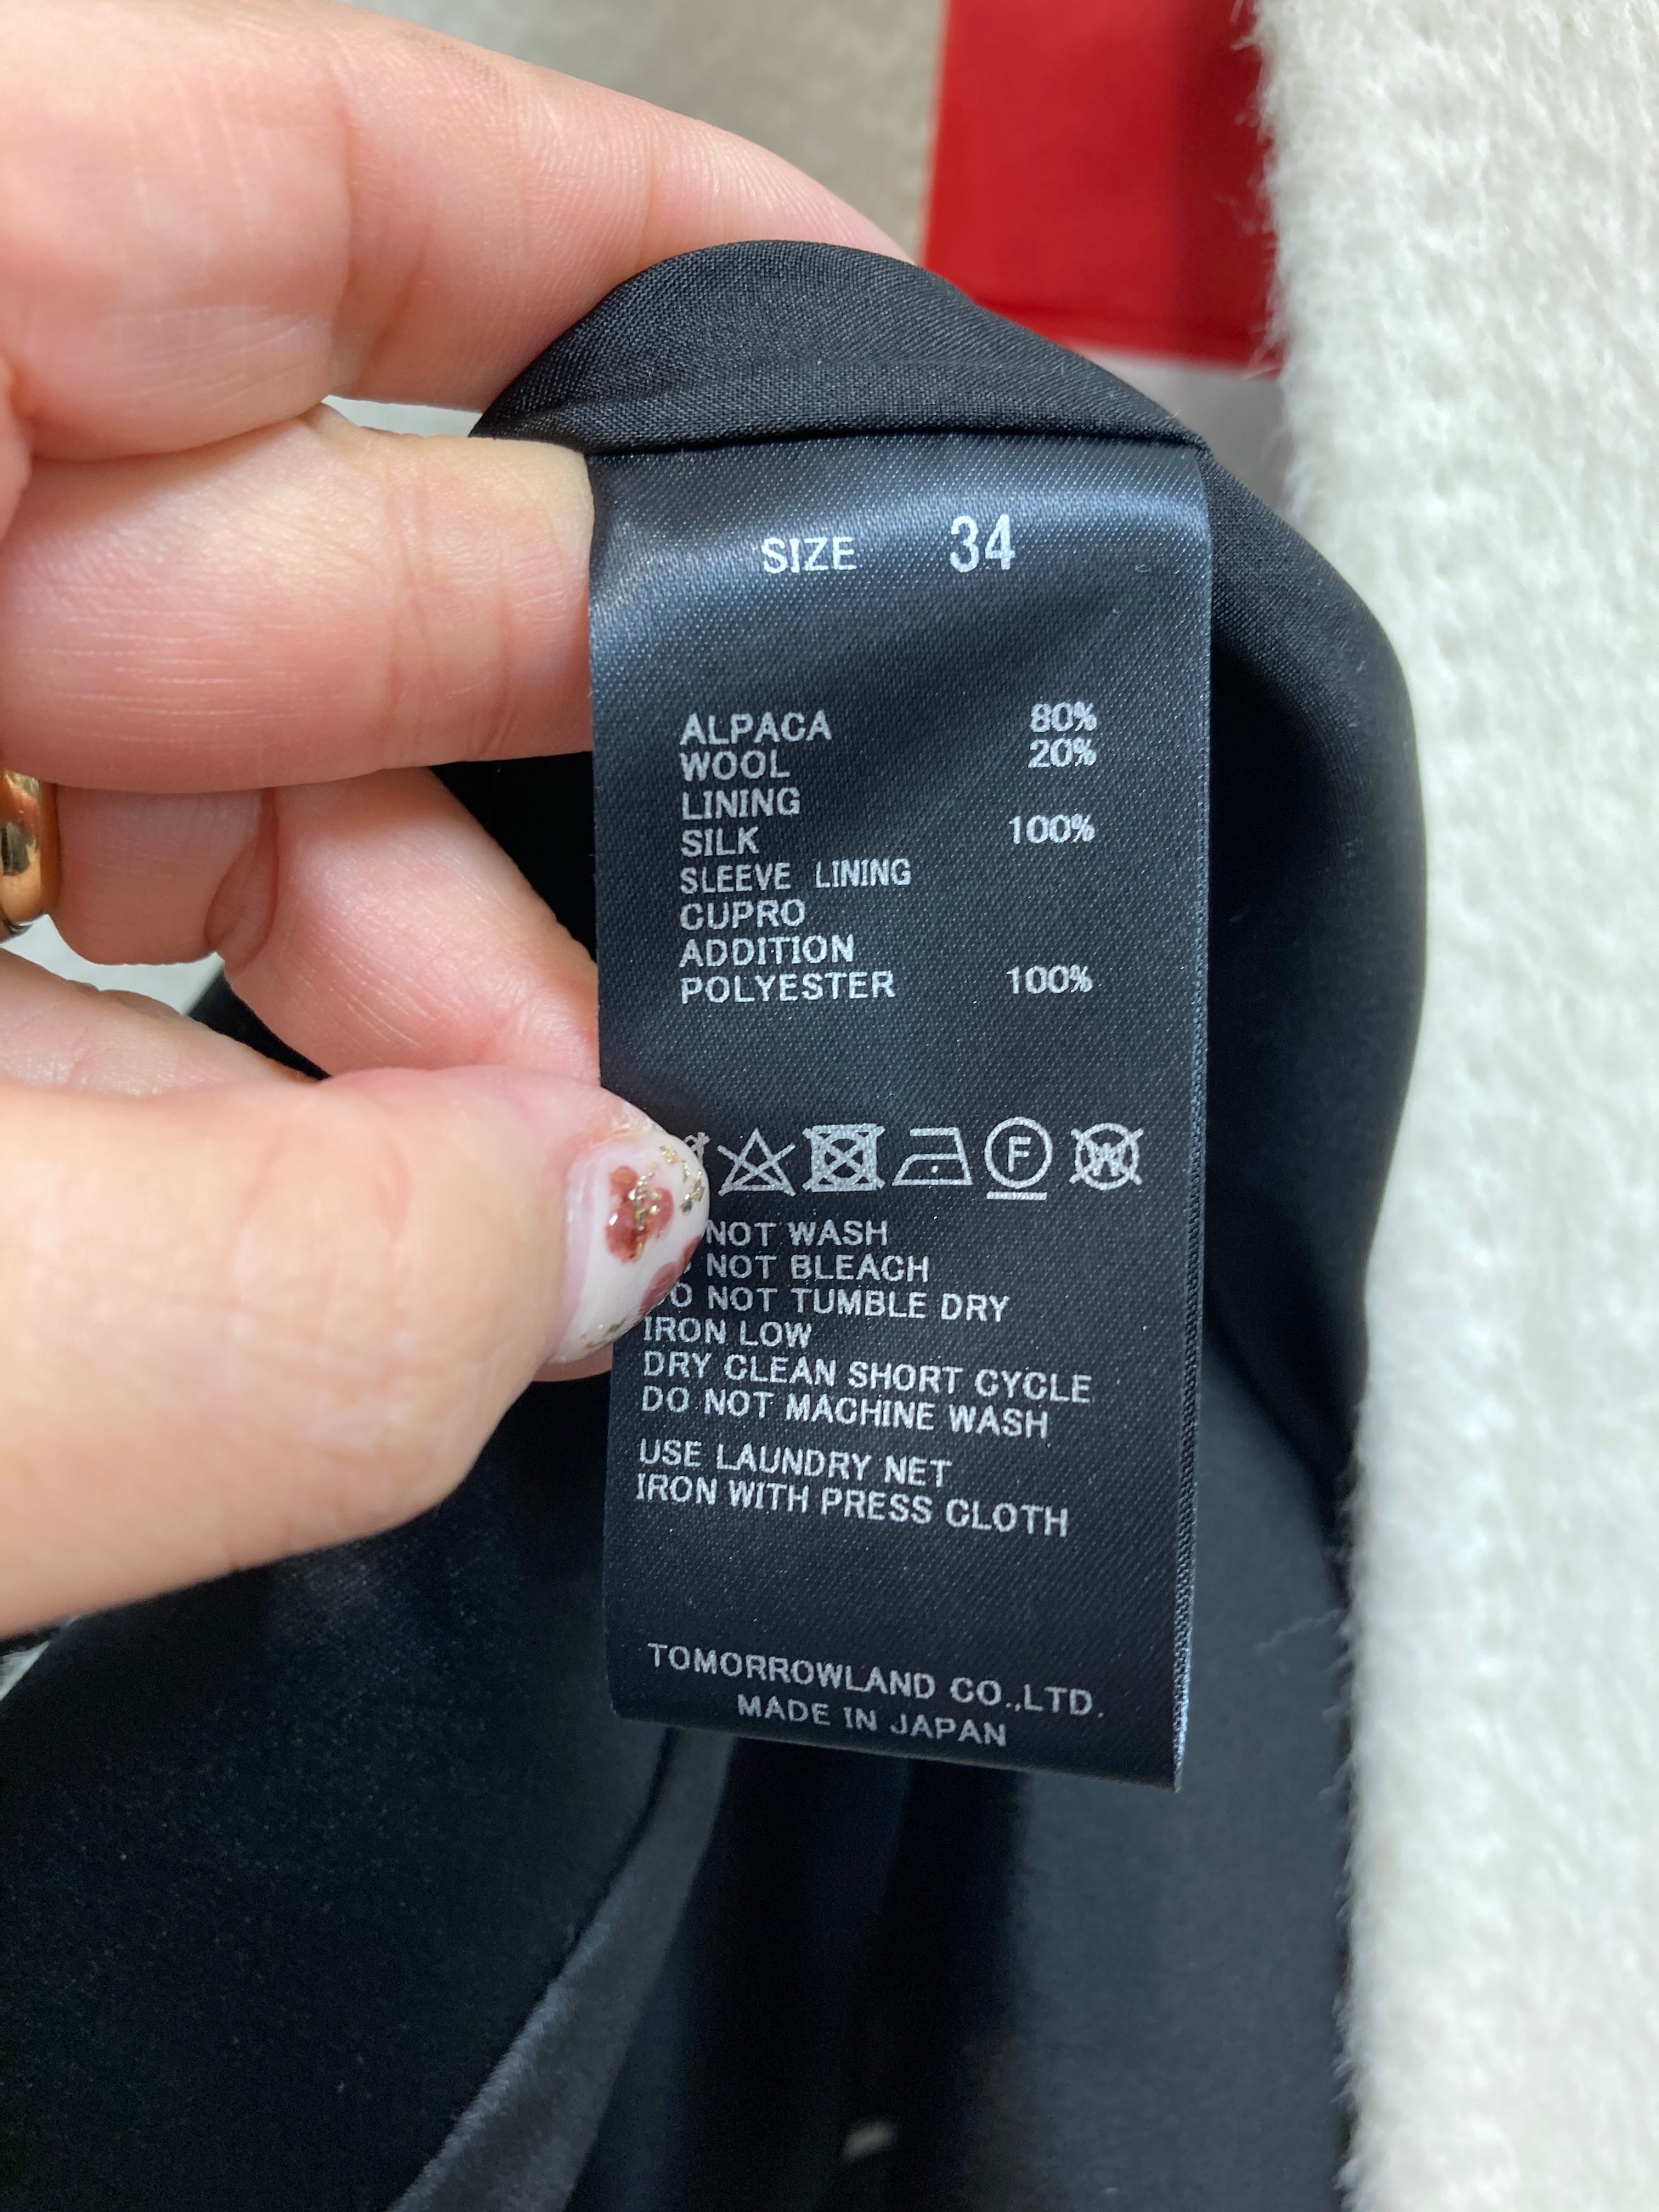 SIZE 34
ALPACA 80%
WOOL 20%
LINING
SILK 100%
SLEEVE LINING
CUPRO
ADDITION
POLYESTER 100%
F W
NOT WASH
NOT BLEACH
DO NOT TUMBLE DRY
IRON LOW
DRY CLEAN SHORT CYCLE
DO NOT MACHINE WASH
USE LAUNDRY NET
IRON WITH PRESS CLOTH
TOMORROWLAND CO.,LTD.
MADE IN JAPAN